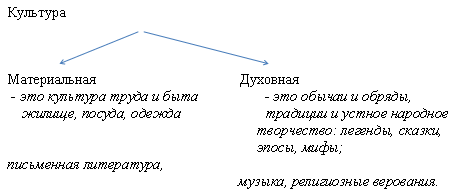 Культура
Материальная
- это культура труда и быта
жилище, посуда, одежда
письменная литература,
Духовная
- это обычаи и обряды,
традиции и устное народное
творчество: легенды, сказки,
эпосы, мифы;
музыка, религиозные верования.